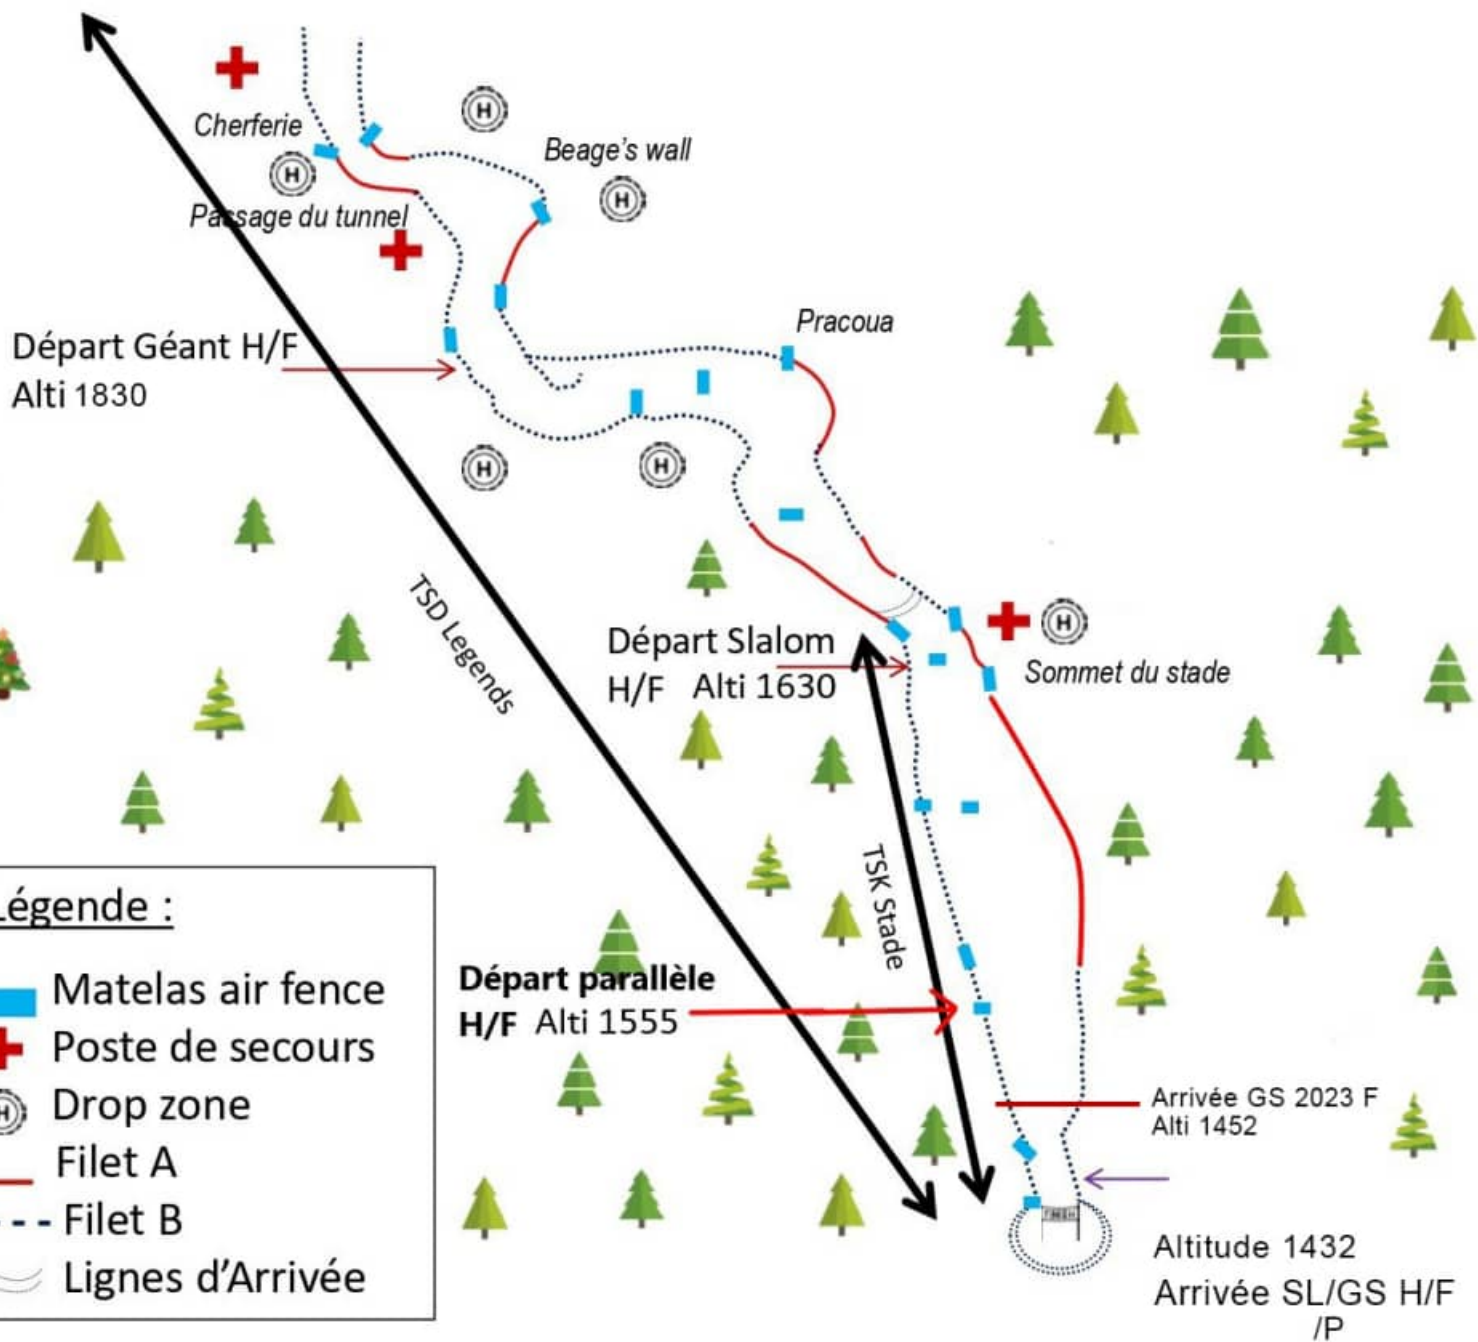 Cherferie
H
Beage's wall
H
H
Passage du tunnel
Départ Géant H/F
Alti 1830
Pracoua
H
H
TSD Legends
Départ Slalom
H/F Alti 1630
H
Sommet du stade
TSK Stade
Départ parallèle
H/F Alti 1555
Légende :
Matelas air fence
Poste de secours
H
Drop zone
Filet A
Filet B
Lignes d'Arrivée
Arrivée GS 2023 F
Alti 1452
Altitude 1432
Arrivée SL/GS H/F
/P